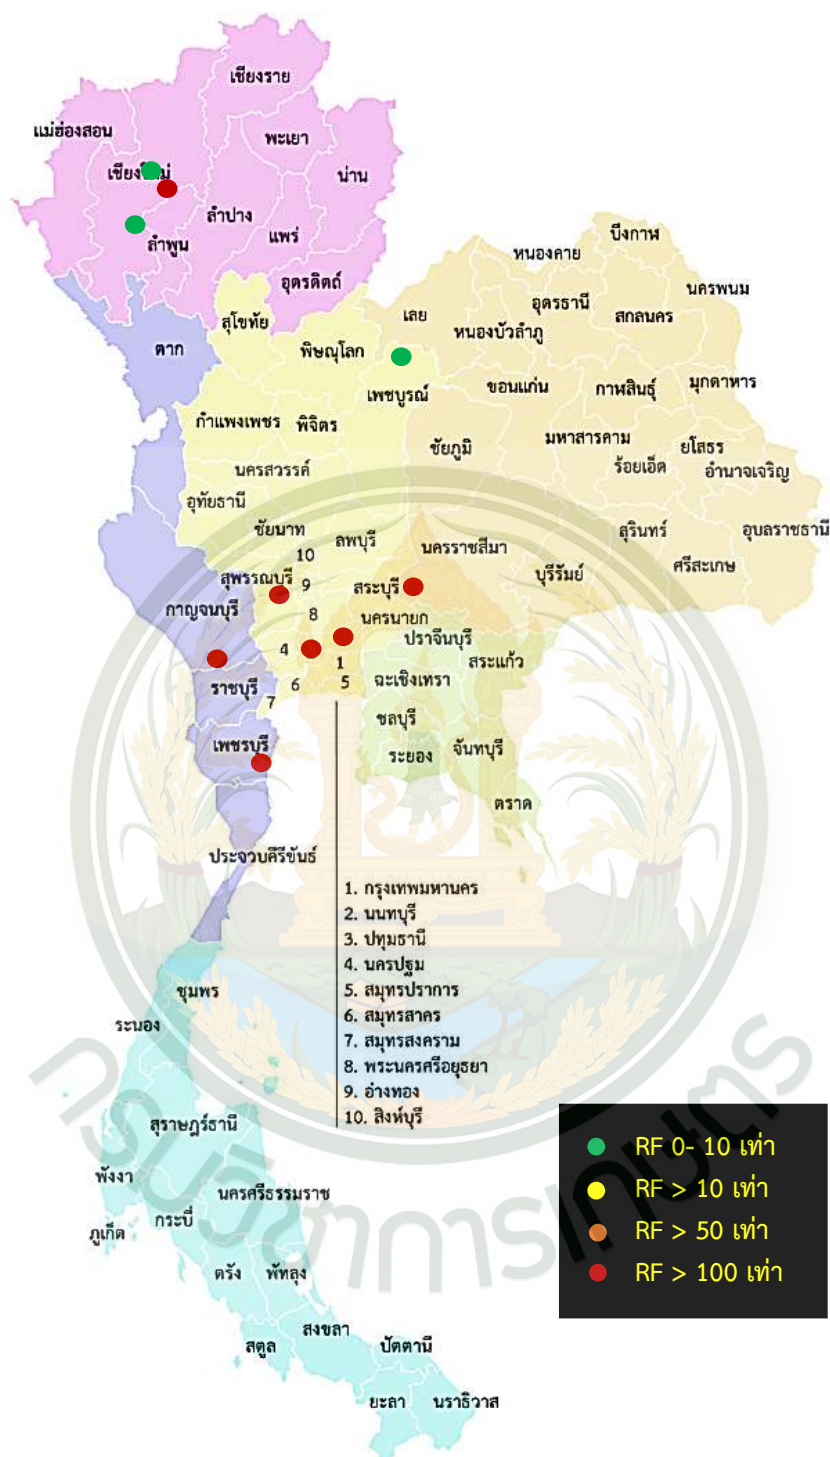 เชียงราย
แม่ฮ่องสอน
พะเยา
เชียงใหม่
น่าน
ลำปาง
แพร่
ลำพูน
อุตรดิตถ์
บึงกาฬ
หนองคาย
นครพนม
อุดรธานี
เลย
สกลนคร
สุโขทัย
หนองบัวลำภู
ตาก
พิษณุโลก
เพชบูรณ์
ขอนแก่น
กาฬสินธุ์
มุกดาหาร
กำแพงเพชร
พิจิตร
ชัยภูมิ
มหาสารคาม
ยโสธร
นครสวรรค์
ร้อยเอ็ด
อำนาจเจริญ
อุทัยธานี
ชัยนาท
ลพบุรี
นครราชสีมา
สุรินทร์
อุบลราชธานี
10
สุพรรณบุรี
9
สระบุรี
บุรีรัมย์
ศรีสะเกษ
กาญจนบุรี
8
นครนายก
ปราจีนบุรี
4
1
สระแก้ว
ราชบุรี
6
5
ฉะเชิงเทรา
7
ชลบุรี
เพชรบุรี
ระยอง
จันทบุรี
ตราด
ประจวบคีรีขันธ์
1. กรุงเทพมหานคร
2. นนทบุรี
3. ปทุมธานี
4. นครปฐม
5. สมุทรปราการ
6. สมุทรสาคร
7. สมุทรสงคราม
8. พระนครศรีอยุธยา
9. อ่างทอง
10. สิงห์บุรี
ชุมพร
ระนอง
สุราษฎร์ธานี
พังงา
นครศรีธรรมราช
กระบี่
ภูเก็ต
ตรัง
พัทลุง
สงขลา
สตูล
ปัตตานี
ยะลา
นราธิวาส
RF 0- 10 เท่า
RF > 10 เท่า
RF > 50 เท่า
RF > 100 เท่า
กรมวิชาการเกษตร